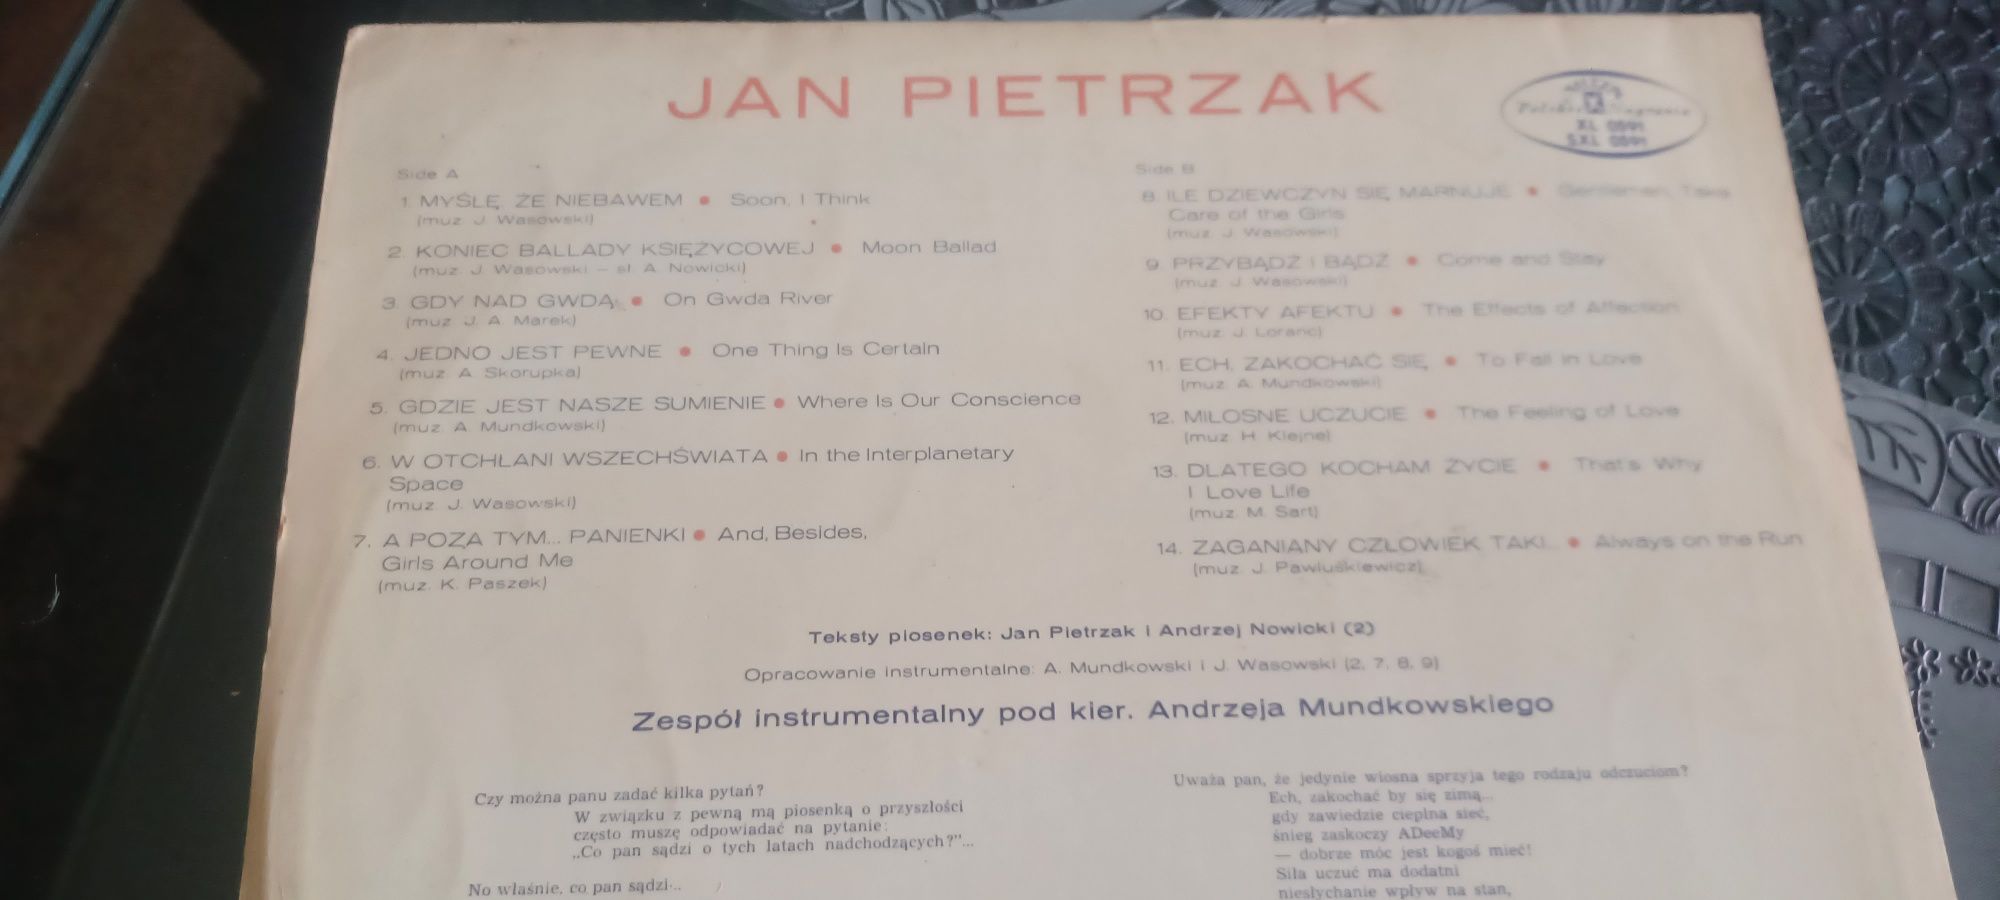 JAN PIETRZAK
Polskie Nagrania
XL 0591
SXL 0591
Side A
1. MYŚLĘ, ŻE NIEBAWEM • Soon, I Think
(muz. J. Wasowski)
2. KONIEC BALLADY KSIĘŻYCOWEJ • Moon Ballad
(muz. J. Wasowski – sł. A. Nowicki)
3. GDY NAD GWDĄ • On Gwda River
(muz. J. A. Marek)
4. JEDNO JEST PEWNE • One Thing Is Certain
(muz. A. Skorupka)
5. GDZIE JEST NASZE SUMIENIE • Where Is Our Conscience
(muz. A. Mundkowski)
6. W OTCHŁANI WSZECHŚWIATA • In the Interplanetary
Space
(muz. J. Wasowski)
7. A POZA TYM... PANIENKI • And, Besides,
Girls Around Me
(muz. K. Paszek)
Side B
8. ILE DZIEWCZYN SIĘ MARNUJE • Gentlemen, Take
Care of the Girls
(muz. J. Wasowski)
9. PRZYBĄDŹ I BĄDŹ • Come and Stay
(muz. J. Wasowski)
10. EFEKTY AFEKTU • The Effects of Affection
(muz. J. Loranc)
11. ECH, ZAKOCHAĆ SIĘ • To Fall in Love
(muz. A. Mundkowski)
12. MIŁOSNE UCZUCIE • The Feeling of Love
(muz. H. Klejne)
13. DLATEGO KOCHAM ŻYCIE • That's Why
I Love Life
(muz. M. Sart)
14. ZAGANIANY CZŁOWIEK TAKI... • Always on the Run
(muz. J. Pawluśkiewicz)
Teksty piosenek: Jan Pietrzak i Andrzej Nowicki (2)
Opracowanie instrumentalne: A. Mundkowski i J. Wasowski (2, 7, 8, 9)
Zespół instrumentalny pod kier. Andrzeja Mundkowskiego
Czy można panu zadać kilka pytań?
W związku z pewną mą piosenką o przyszłości
często muszę odpowiadać na pytanie:
„Co pan sądzi o tych latach nadchodzących?”...
No właśnie, co pan sądzi...
Uważa pan, że jedynie wiosna sprzyja tego rodzaju odczuciom?
Ech, zakochać by się zimą...
gdy zawiedzie cieplna sieć,
śnieg zaskoczy ADeeMy
— dobrze móc jest kogoś mieć!
Siła uczuć ma dodatni
niesłychanie wpływ na stan,